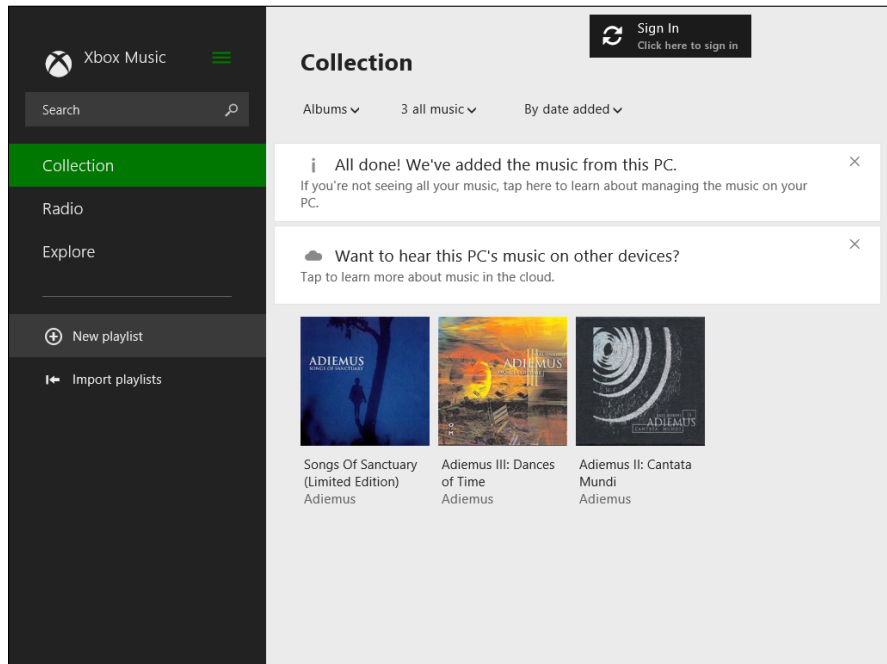 Xbox Music
Search
Collection
Radio
Explore
New playlist
Import playlists
Sign In
Click here to sign in
Collection
Albums
3 all music
By date added
All done! We've added the music from this PC.
If you're not seeing all your music, tap here to learn about managing the music on your
PC.
Want to hear this PC's music on other devices?
Tap to learn more about music in the cloud.
ADIEMUS
SONGS OF SANCTUARY
ADIEMUS
III
ADIEMUS
II
CANTATA MUNDI
Songs Of Sanctuary
(Limited Edition)
Adiemus
Adiemus III: Dances
of Time
Adiemus
Adiemus II: Cantata
Mundi
Adiemus